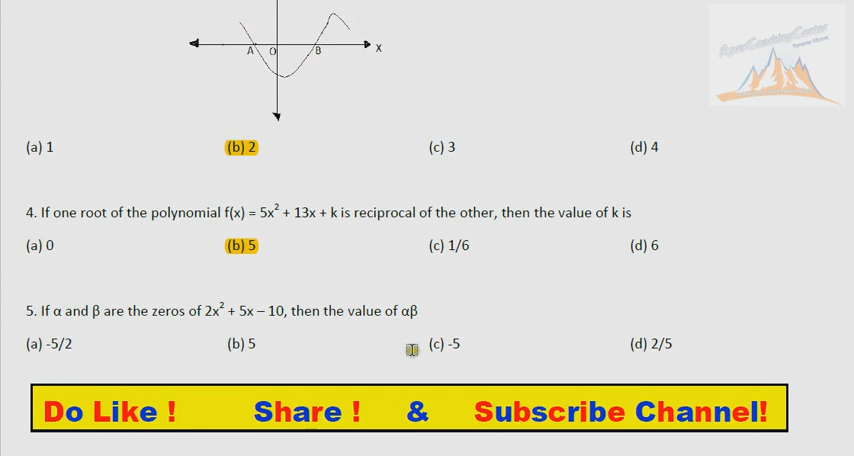 A O B X
(a) 1 (b) 2 (c) 3 (d) 4
4. If one root of the polynomial f(x) = 5x² + 13x + k is reciprocal of the other, then the value of k is
(a) 0 (b) 5 (c) 1/6 (d) 6
5. If α and β are the zeros of 2x² + 5x – 10, then the value of αβ
(a) -5/2 (b) 5 (c) -5 (d) 2/5
Do Like ! Share ! & Subscribe Channel!